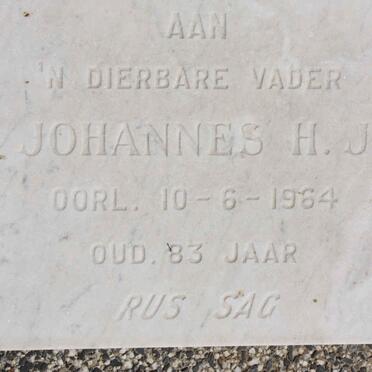 AAN
'N DIERBARE VADER
JOHANNES H. J
OORL. 10-6-1964
OUD. 83 JAAR
RUS SAG